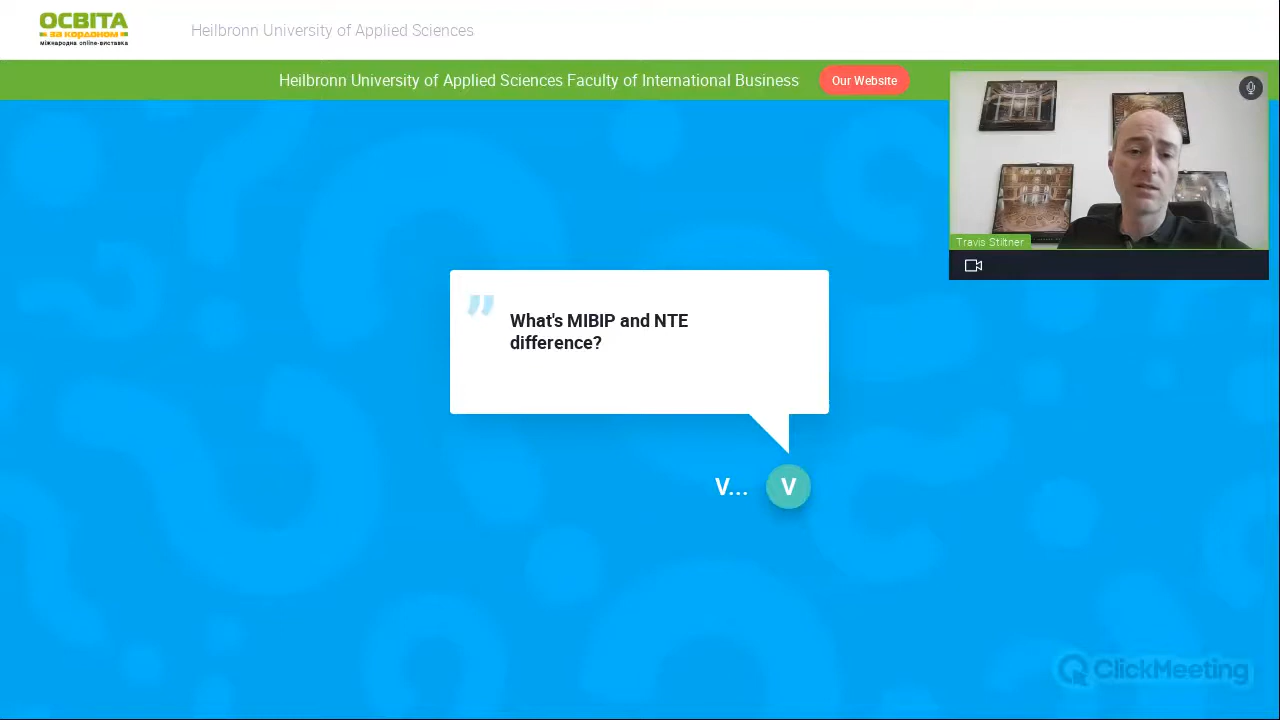 ОСВІТА
за кордоном
міжнародна online-виставка
Heilbronn University of Applied Sciences
Heilbronn University of Applied Sciences Faculty of International Business
Our Website
Travis Stiltner
What's MIBIP and NTE
difference?
V...
V
ClickMeeting